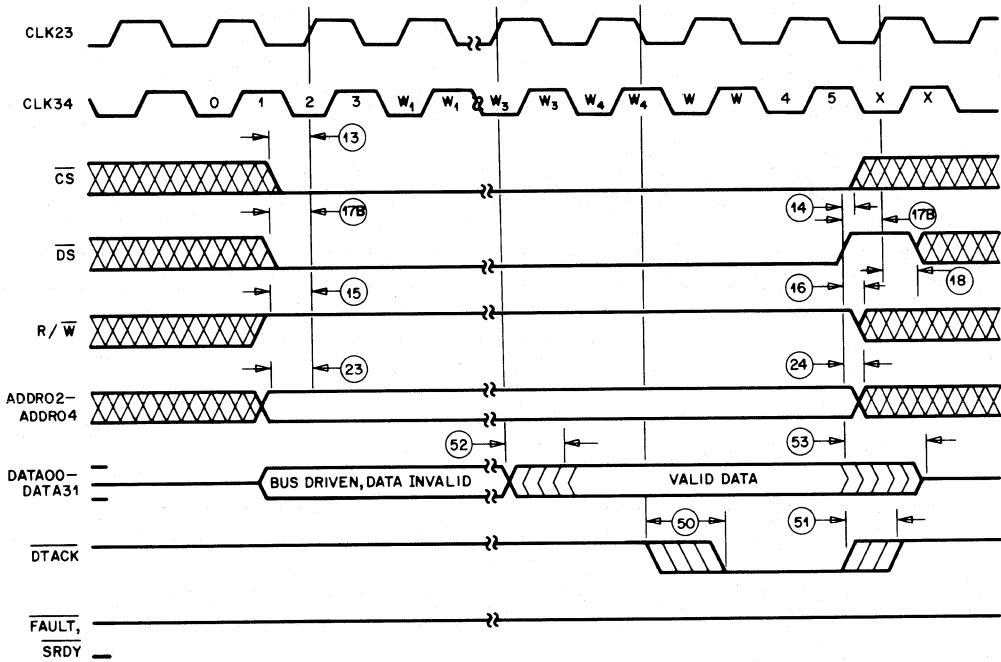 CLK23
CLK34
0 1 2 3 W1 W1 W3 W3 W4 W4 W W 4 5 X X
13
CS
17B
14
17B
DS
15
16
18
R/W
23
24
ADDR02-
ADDR04
52
53
DATA00-
DATA31
BUS DRIVEN, DATA INVALID
VALID DATA
50
51
DTACK
FAULT,
SRDY